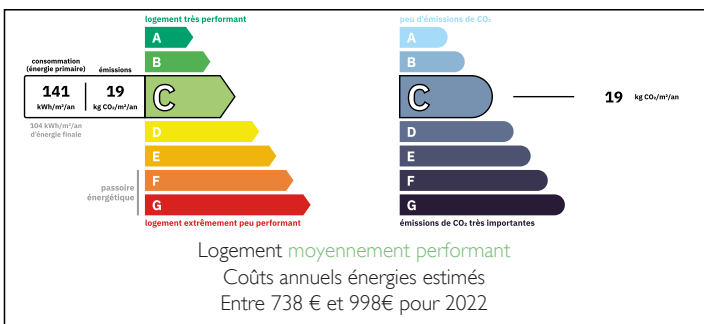 logement très performant
A
B
consommation
(énergie primaire)
émissions
141
kWh/m²/an
19
kg CO₂/m²/an
C
104 kWh/m²/an
d'énergie finale
D
E
F
G
passoire
énergétique
logement extrêmement peu performant
peu d'émissions de CO₂
A
B
C
19 kg CO₂/m²/an
D
E
F
G
émissions de CO₂ très importantes
Logement moyennement performant
Coûts annuels énergies estimés
Entre 738 € et 998€ pour 2022